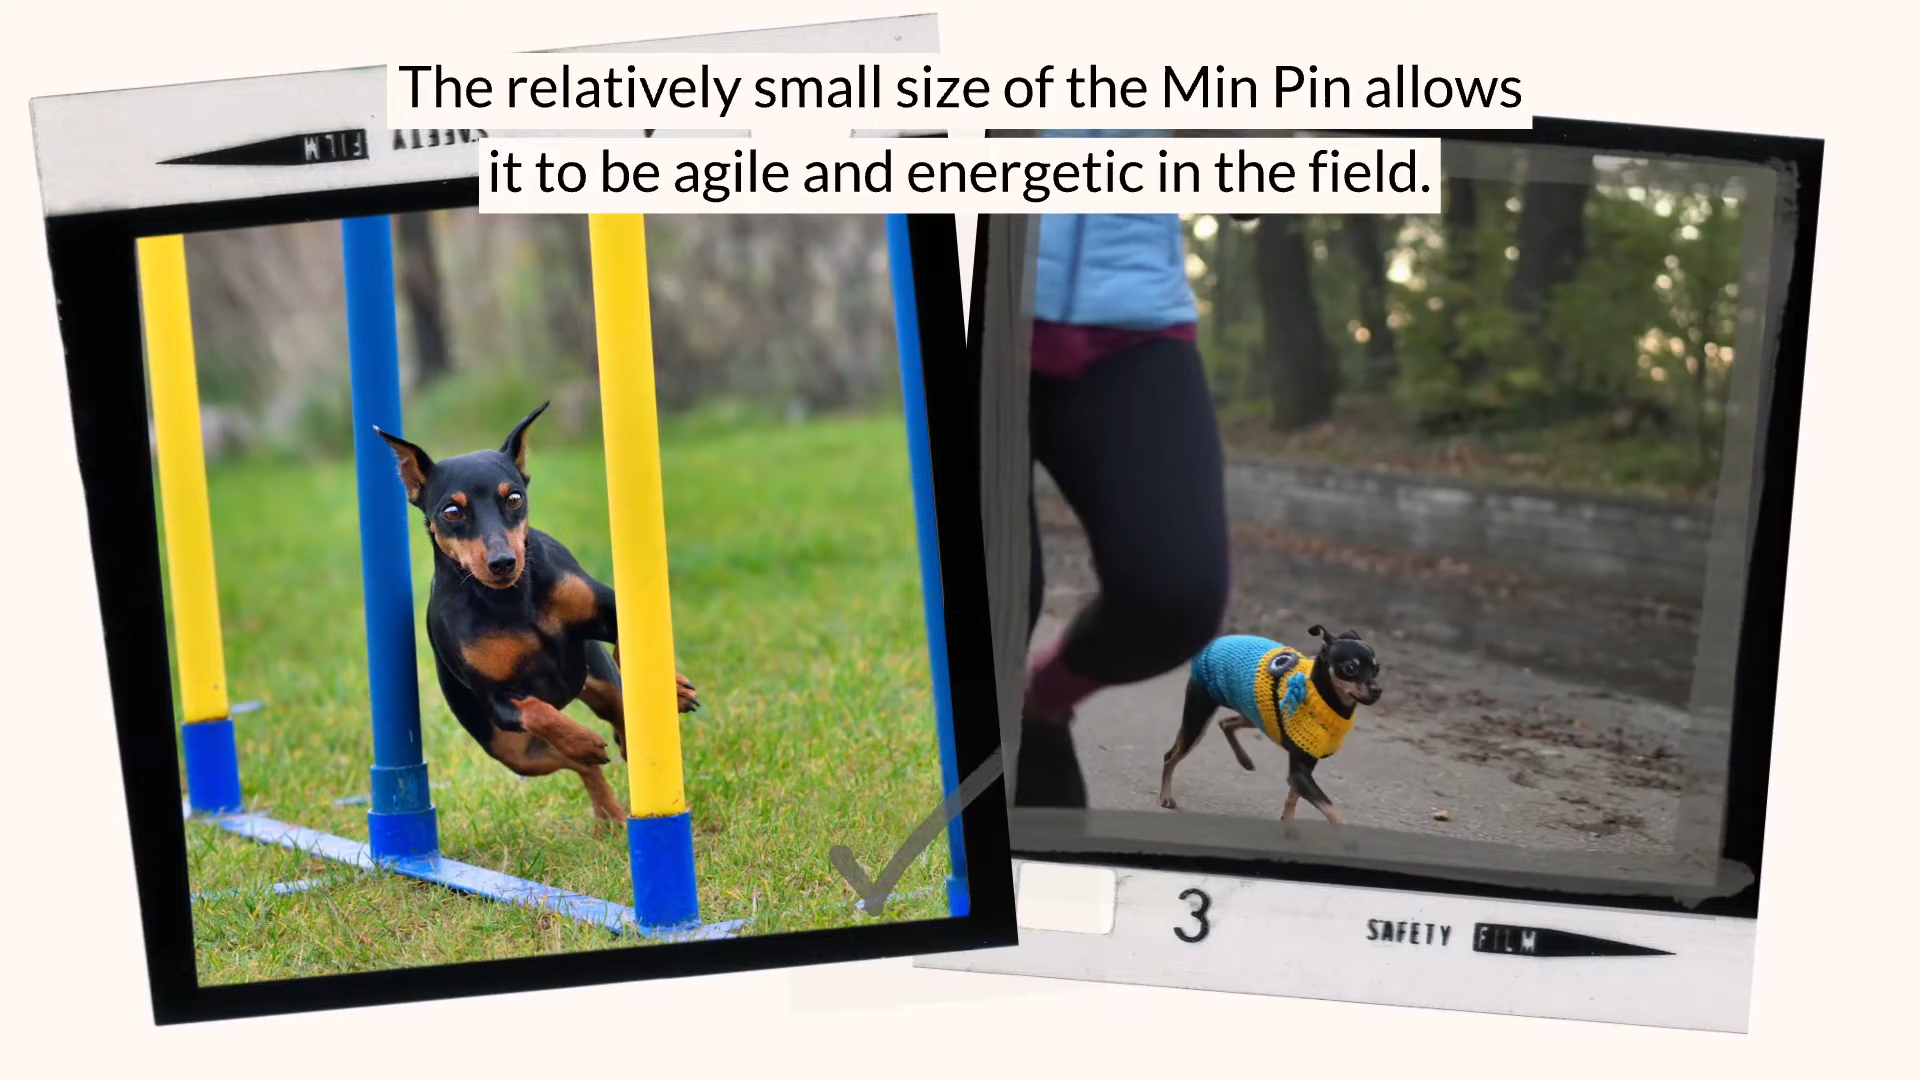 The relatively small size of the Min Pin allows
it to be agile and energetic in the field.
FILM
3
SAFETY FILM